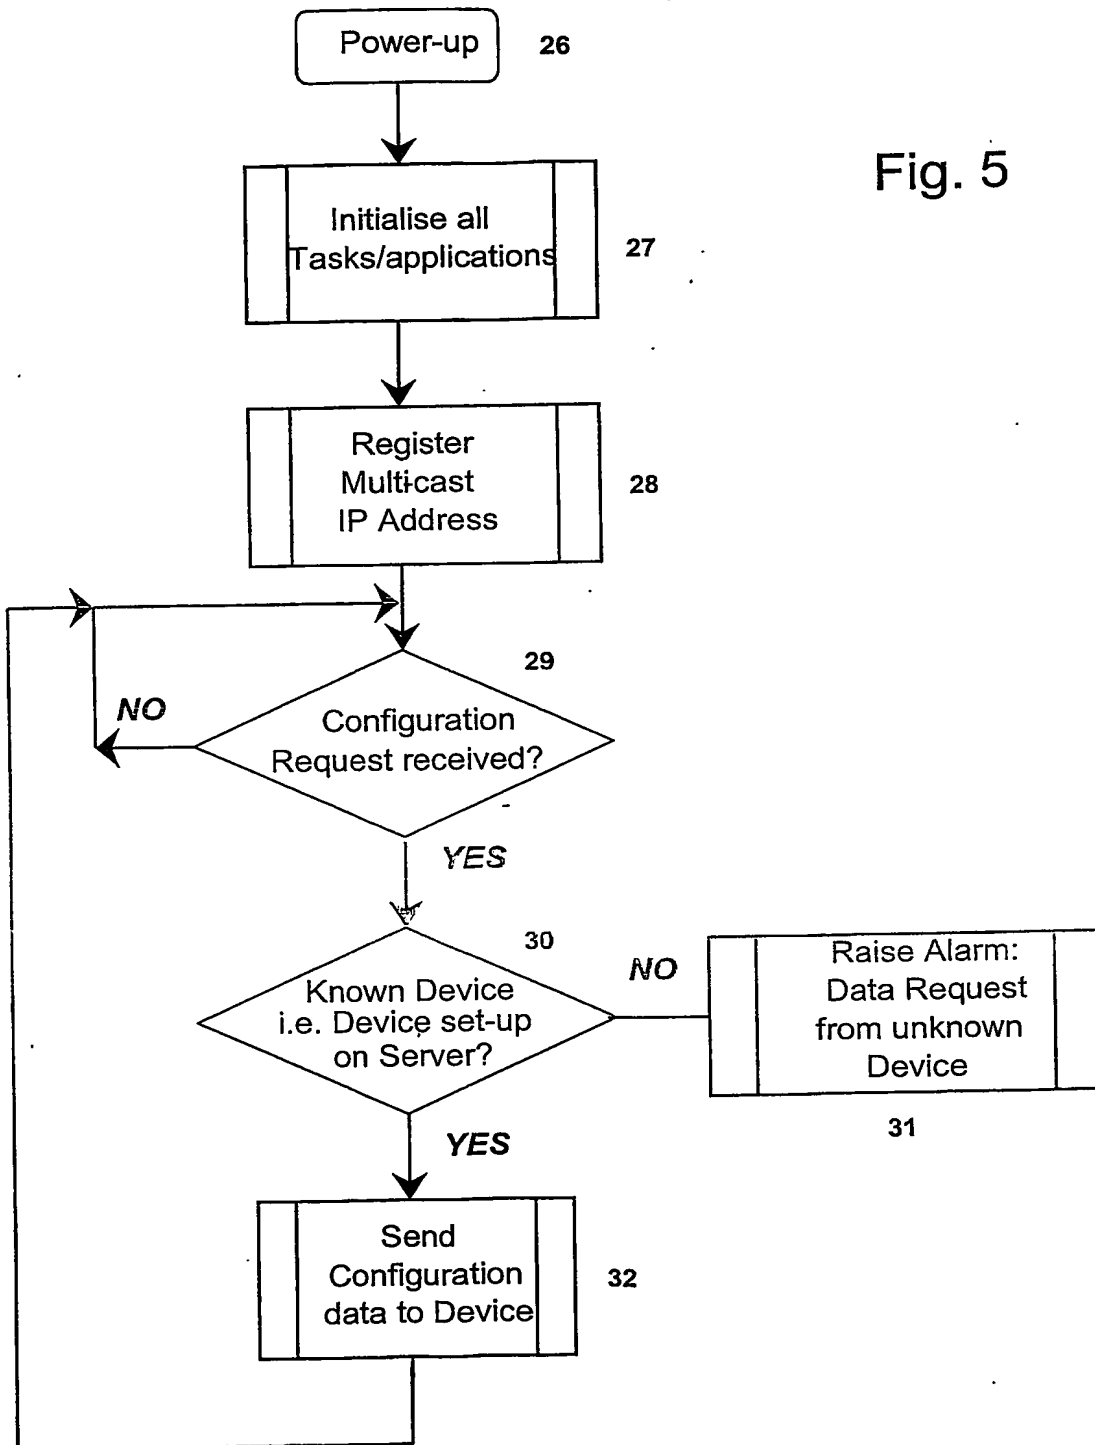 Power-up
26
Fig. 5
Initialise all
Tasks/applications
27
Register
Multi-cast
IP Address
28
29
NO
Configuration
Request received?
YES
30
Known Device
i.e. Device set-up
on Server?
NO
Raise Alarm:
Data Request
from unknown
Device
31
YES
Send
Configuration
data to Device
32